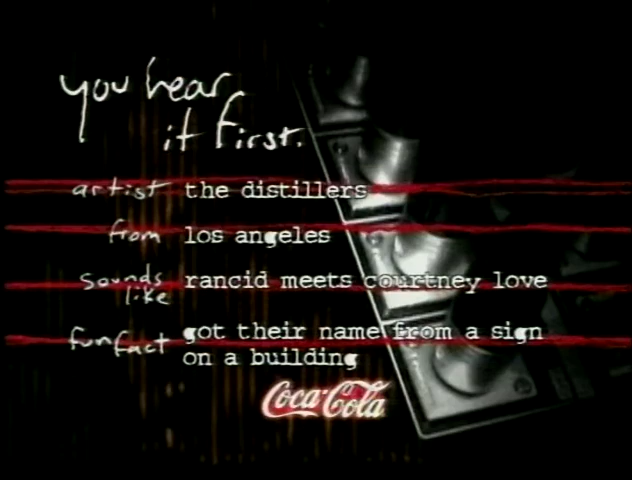 you hear
it first.
artist the distillers
from los angeles
sounds like rancid meets courtney love
fun fact got their name from a sign
on a building
Coca-Cola